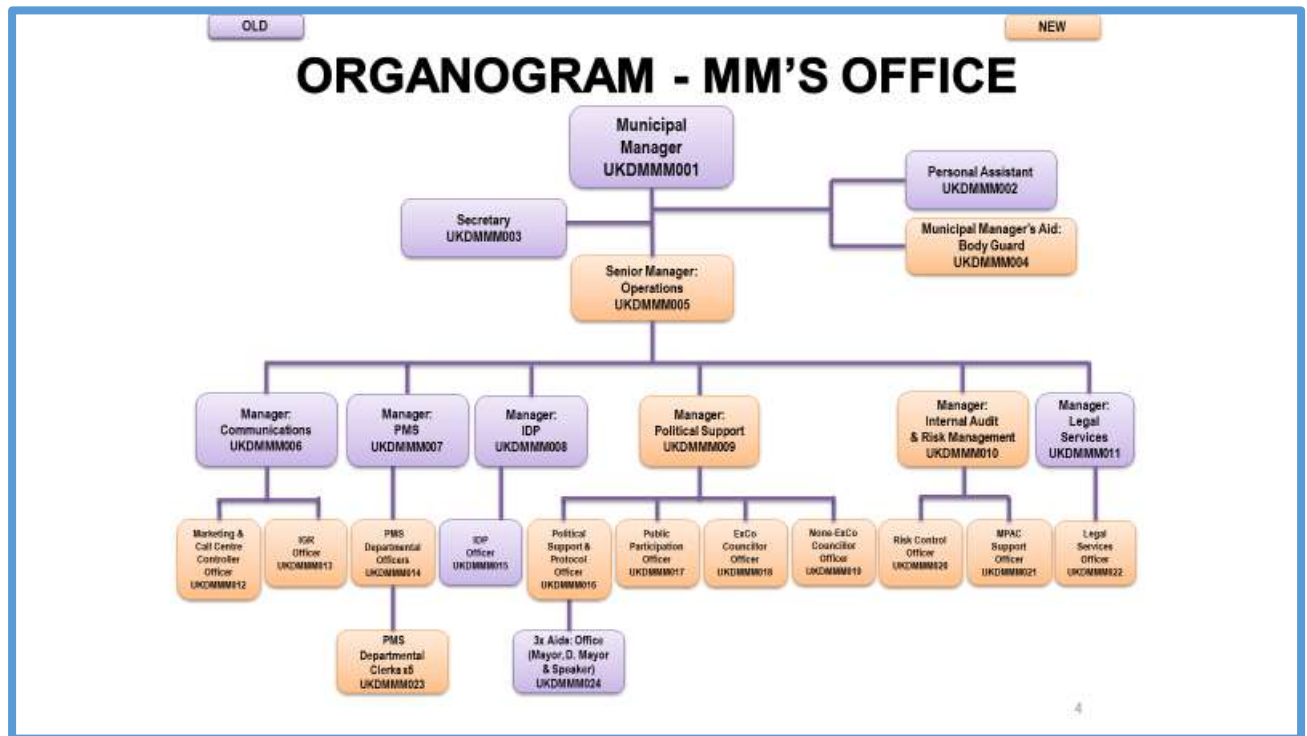 OLD
NEW
ORGANOGRAM - MM'S OFFICE
Municipal
Manager
UKDMMM001
Personal Assistant
UKDMMM002
Secretary
UKDMMM003
Municipal Manager's Aid:
Body Guard
UKDMMM004
Senior Manager:
Operations
UKDMMM005
Manager:
Communications
UKDMMM006
Manager:
PMS
UKDMMM007
Manager:
IDP
UKDMMM008
Manager:
Political Support
UKDMMM009
Manager:
Internal Audit
& Risk Management
UKDMMM010
Manager:
Legal
Services
UKDMMM011
Marketing &
Call Centre
Controller
Officer
UKDMMM012
IGR
Officer
UKDMMM013
PMS
Departmental
Officers
UKDMMM014
IDP
Officer
UKDMMM015
Political
Support &
Protocol
Officer
UKDMMM016
Public
Participation
Officer
UKDMMM017
ExCo
Councillor
Officer
UKDMMM018
None-ExCo
Councillor
Officer
UKDMMM019
Risk Control
Officer
UKDMMM020
MPAC
Support
Officer
UKDMMM021
Legal
Services
Officer
UKDMMM022
PMS
Departmental
Clerks x5
UKDMMM023
3x Aids: Office
(Mayor, D. Mayor
& Speaker)
UKDMMM024
4